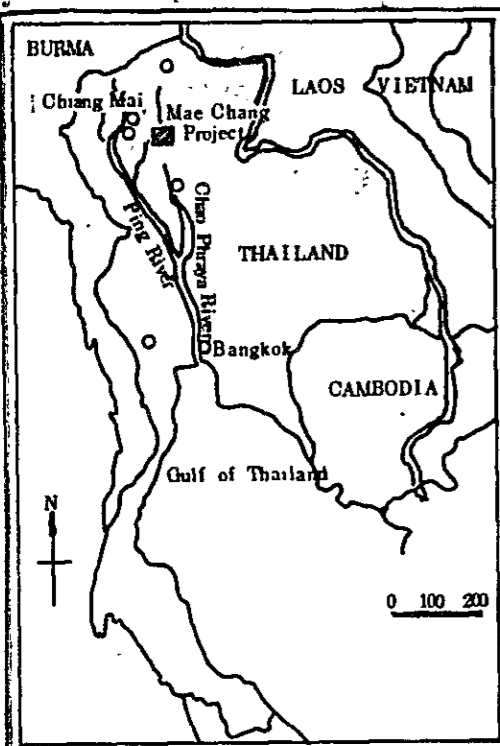 BURMA
LAOS
VIETNAM
Chiang Mai
Mae Chang
Project
Ping River
Chao Phraya River
THAILAND
Bangkok
CAMBODIA
Gulf of Thailand
N
0 100 200